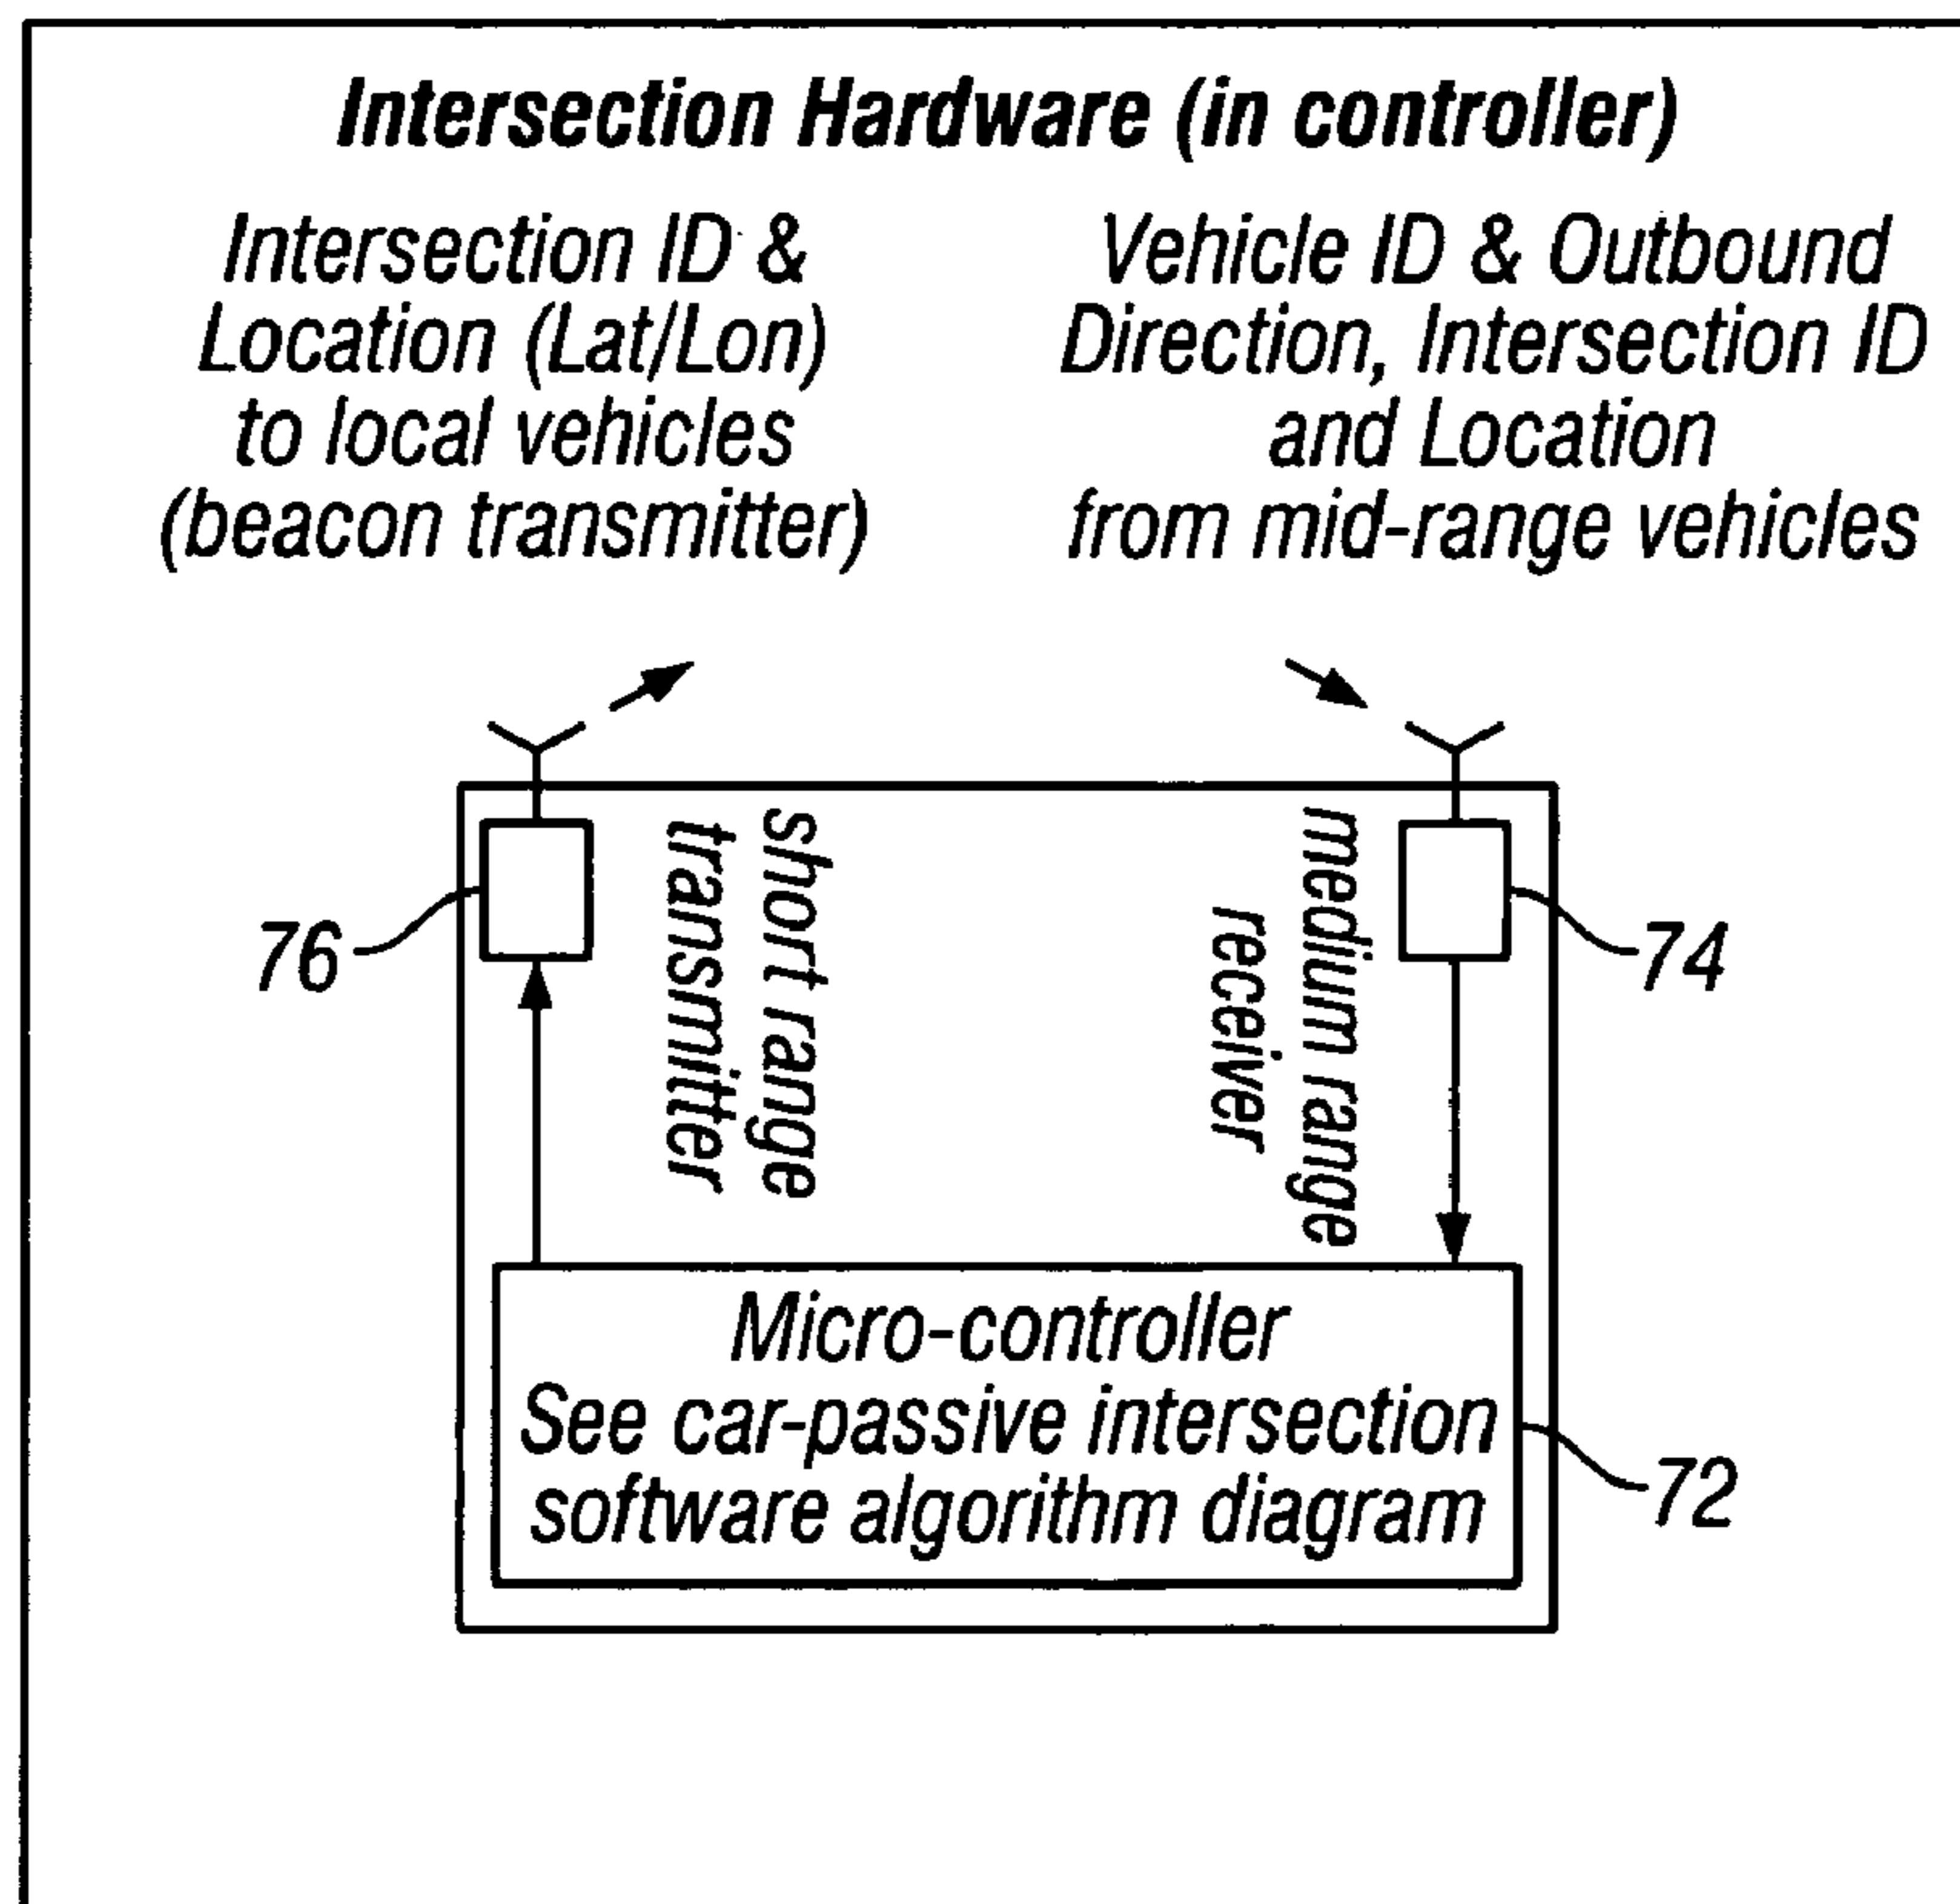 Intersection Hardware (in controller)
Intersection ID &
Location (Lat/Lon)
to local vehicles
(beacon transmitter)
Vehicle ID & Outbound
Direction, Intersection ID
and Location
from mid-range vehicles
76
short range
transmitter
medium range
receiver
74
Micro-controller
See car-passive intersection
software algorithm diagram
72